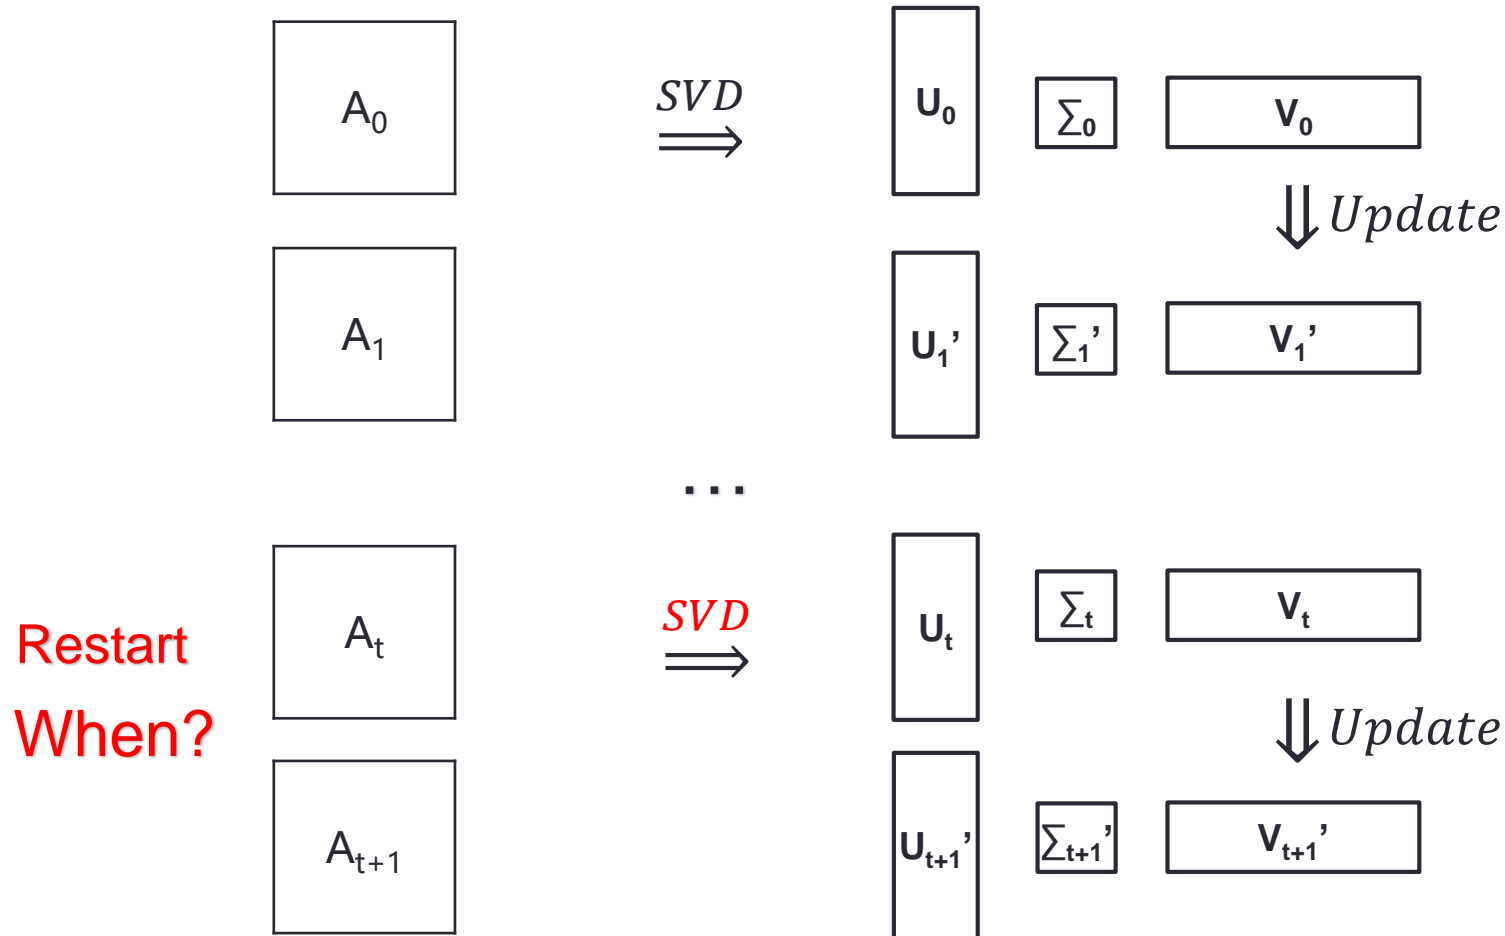 A₀ SVD U₀ ∑₀ V₀
⟹
⇓ Update
A₁ U₁’ ∑₁’ V₁’
...
Restart
When?
Aₜ SVD Uₜ ∑ₜ Vₜ
⟹
⇓ Update
Aₜ₊₁ Uₜ₊₁’ ∑ₜ₊₁’ Vₜ₊₁’